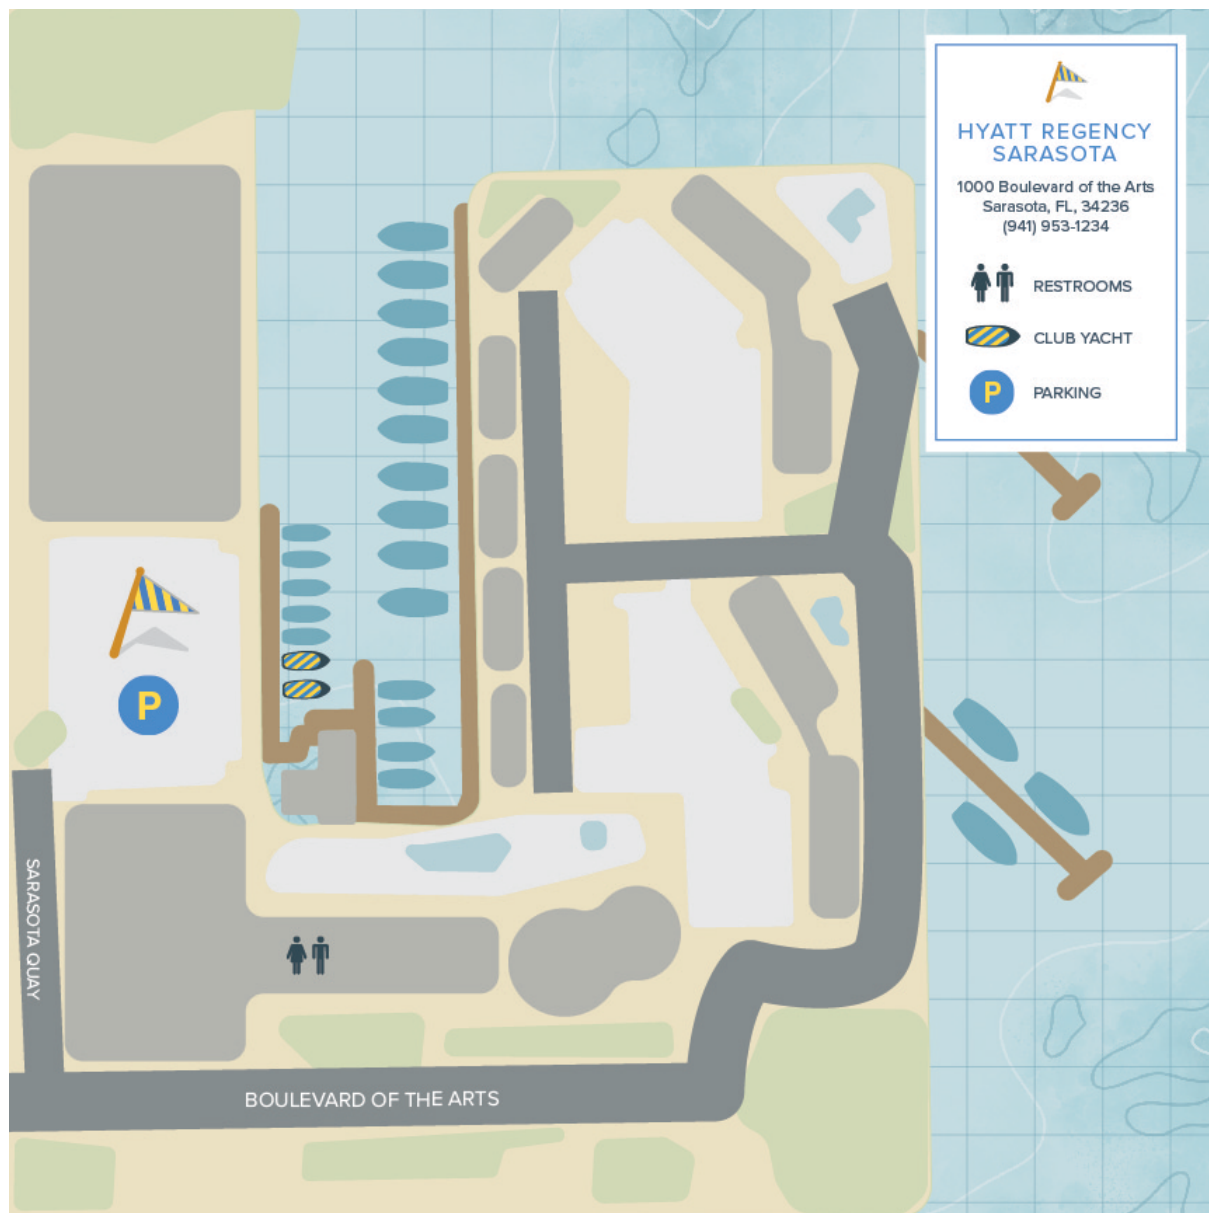 HYATT REGENCY
SARASOTA
1000 Boulevard of the Arts
Sarasota, FL, 34236
(941) 953-1234
RESTROOMS
CLUB YACHT
P
PARKING
P
SARASOTA QUAY
BOULEVARD OF THE ARTS